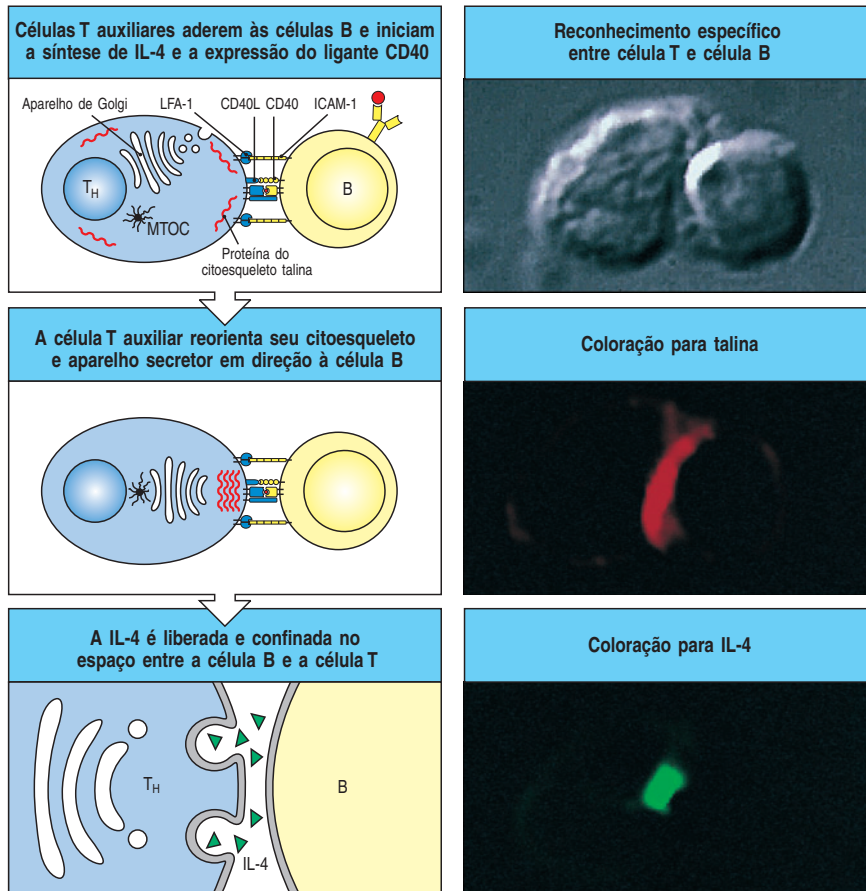 Células T auxiliares aderem às células B e iniciam
a síntese de IL-4 e a expressão do ligante CD40
Aparelho de Golgi
LFA-1
CD40L
CD40
ICAM-1
TH
MTOC
B
Proteína do
citoesqueleto talina
Reconhecimento específico
entre célula T e célula B
A célula T auxiliar reorienta seu citoesqueleto
e aparelho secretor em direção à célula B
Coloração para talina
A IL-4 é liberada e confinada no
espaço entre a célula B e a célula T
TH
B
IL-4
Coloração para IL-4